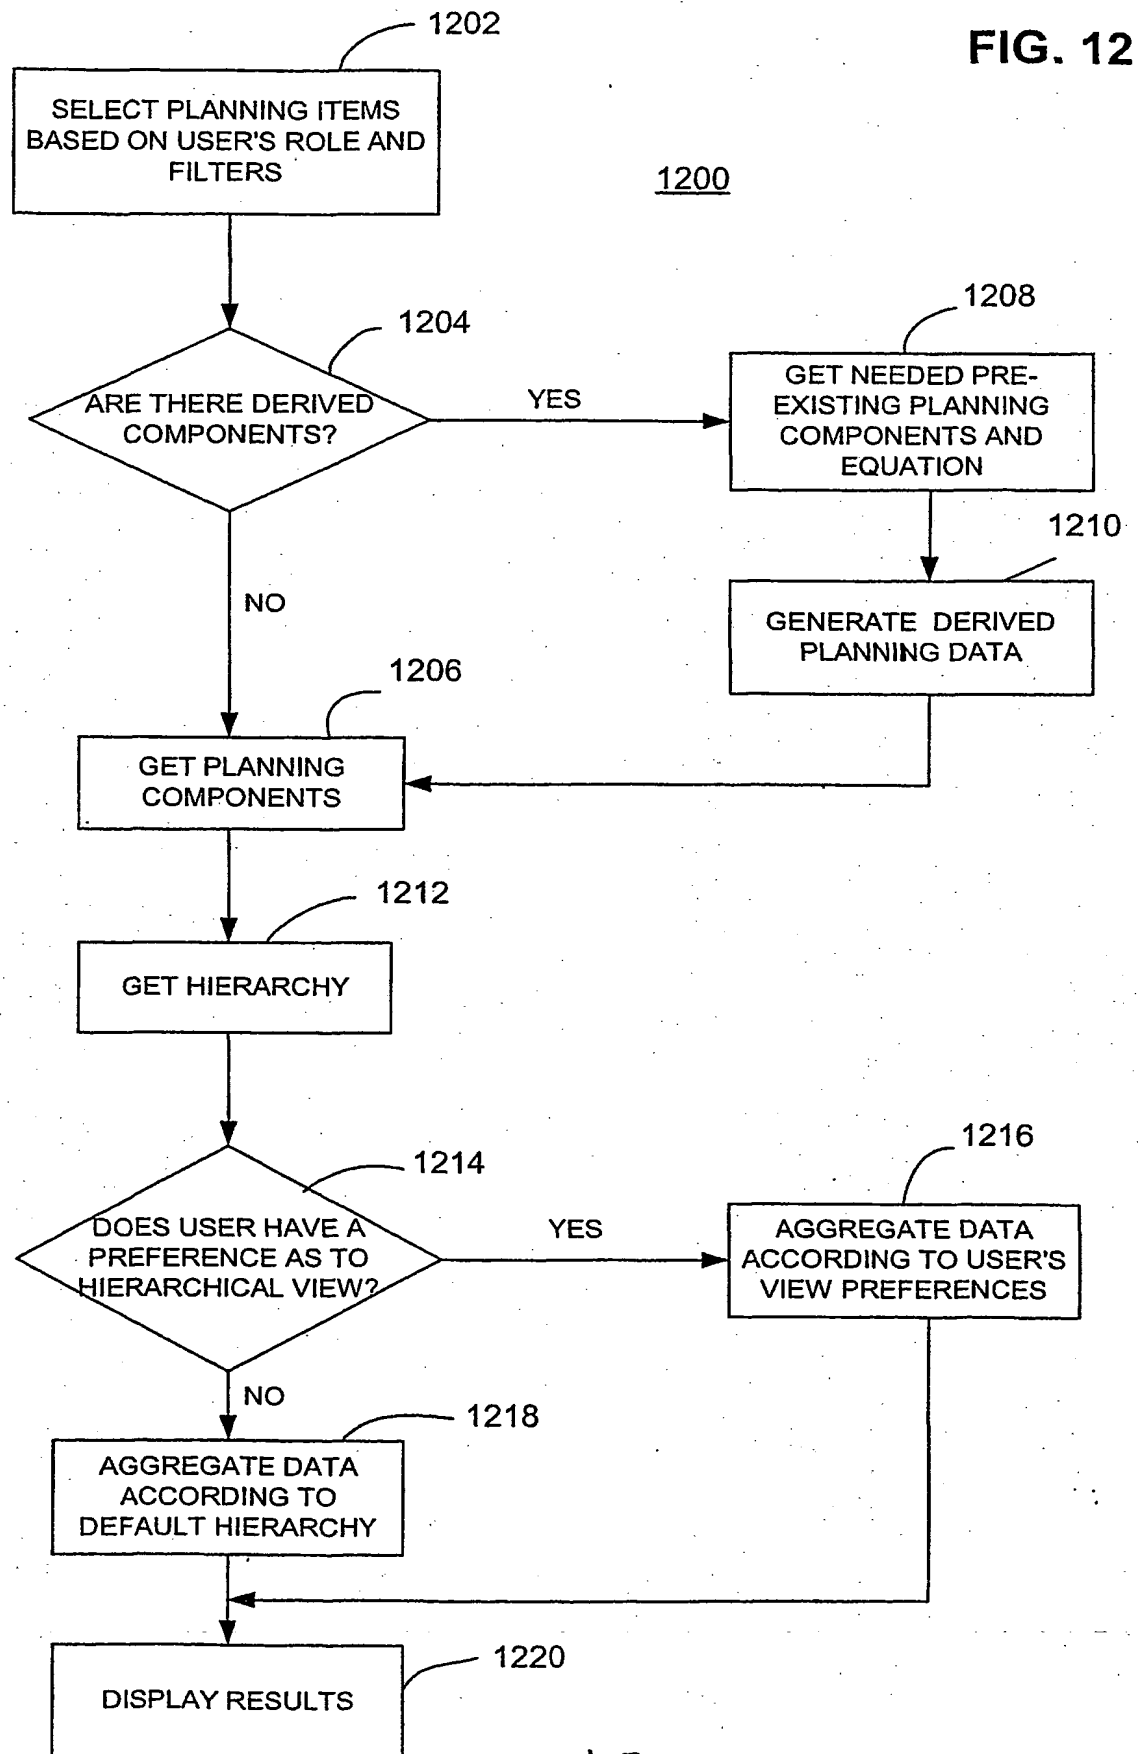 1202
FIG. 12
SELECT PLANNING ITEMS
BASED ON USER'S ROLE AND
FILTERS
1200
1204
1208
ARE THERE DERIVED
COMPONENTS?
YES
GET NEEDED PRE-
EXISTING PLANNING
COMPONENTS AND
EQUATION
1210
NO
GENERATE DERIVED
PLANNING DATA
1206
GET PLANNING
COMPONENTS
1212
GET HIERARCHY
1214
1216
DOES USER HAVE A
PREFERENCE AS TO
HIERARCHICAL VIEW?
YES
AGGREGATE DATA
ACCORDING TO USER'S
VIEW PREFERENCES
NO
1218
AGGREGATE DATA
ACCORDING TO
DEFAULT HIERARCHY
1220
DISPLAY RESULTS